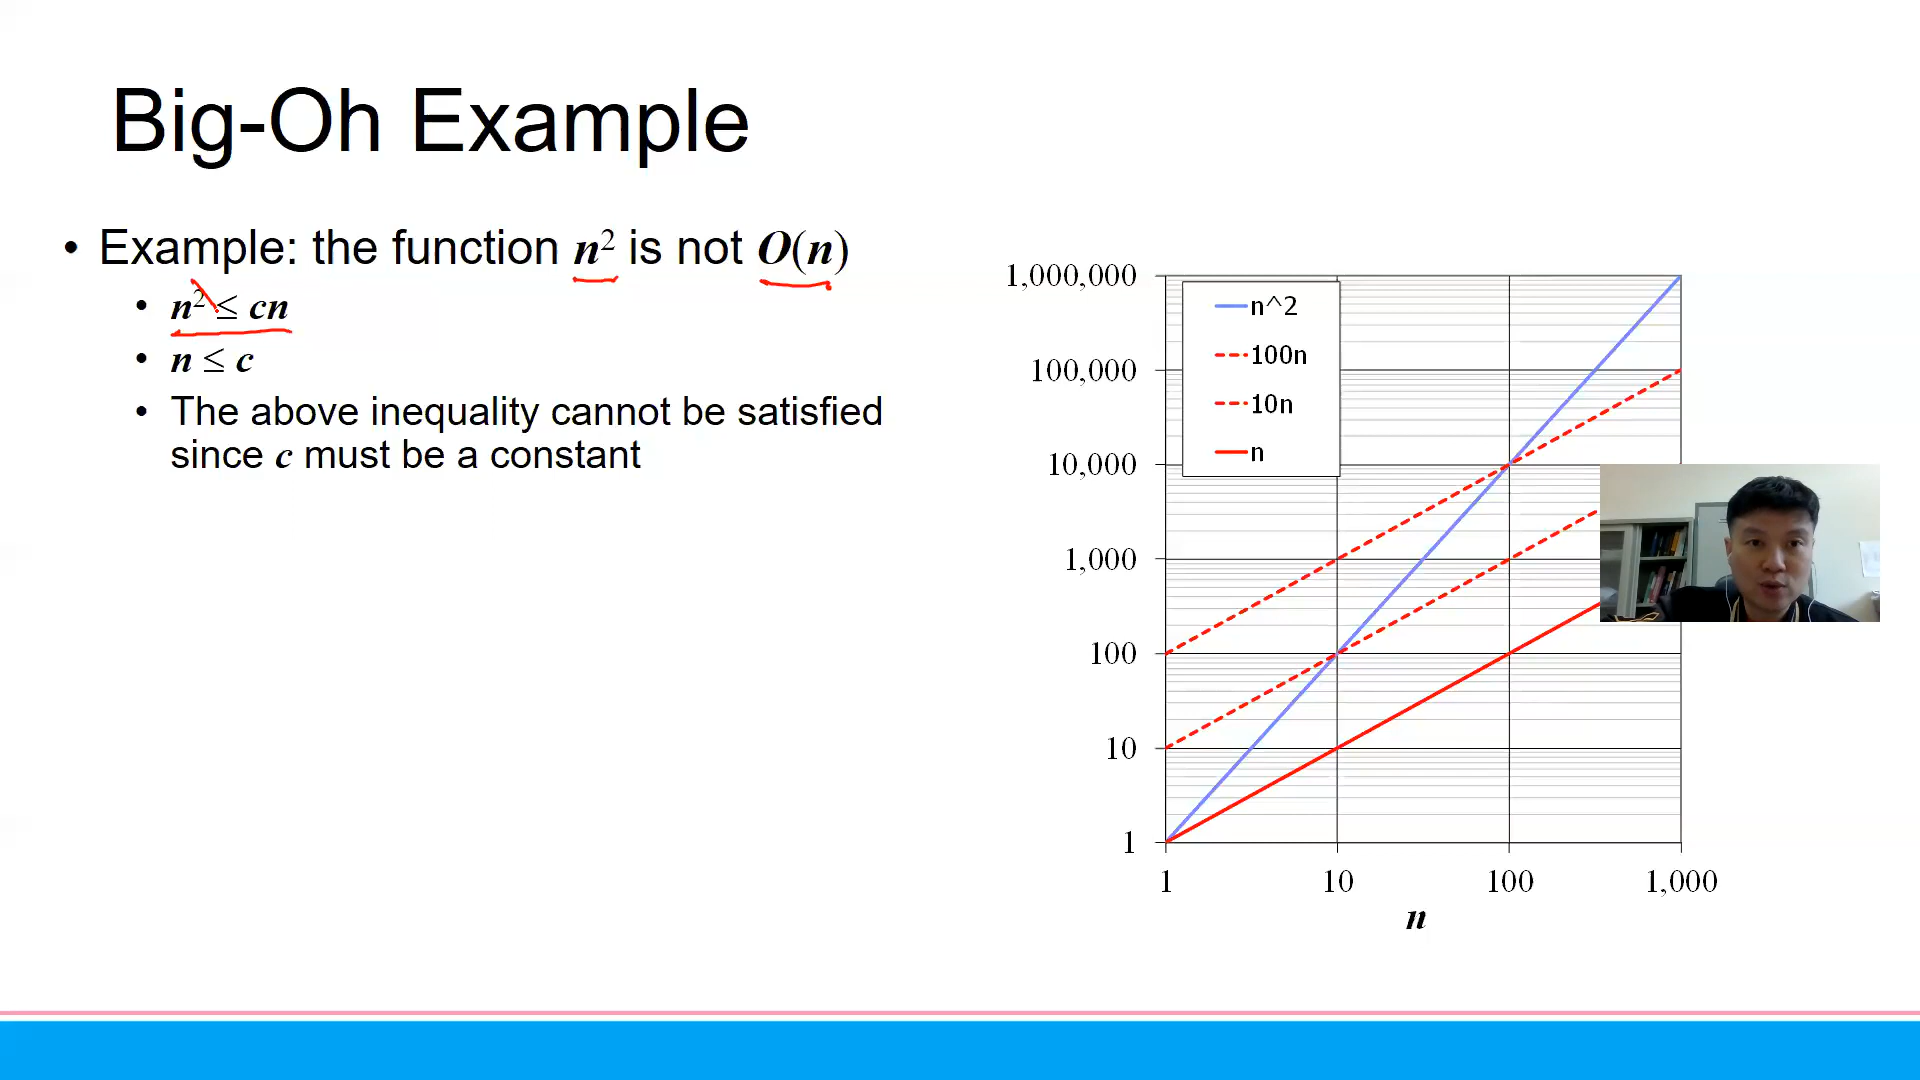 Big-Oh Example
• Example: the function n² is not O(n)
• n² ≤ cn
• n ≤ c
• The above inequality cannot be satisfied
since c must be a constant
1,000,000
100,000
10,000
1,000
100
10
1
n^2
100n
10n
n
1 10 100 1,000
n